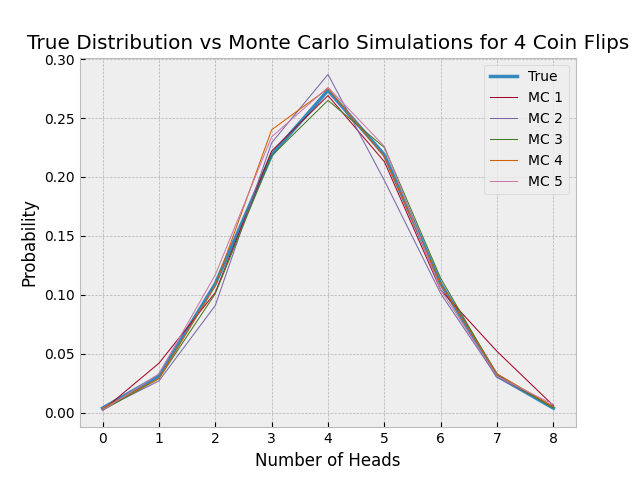 True Distribution vs Monte Carlo Simulations for 4 Coin Flips
0.30
0.25
0.20
0.15
0.10
0.05
0.00
Probability
True
MC 1
MC 2
MC 3
MC 4
MC 5
0 1 2 3 4 5 6 7 8
Number of Heads